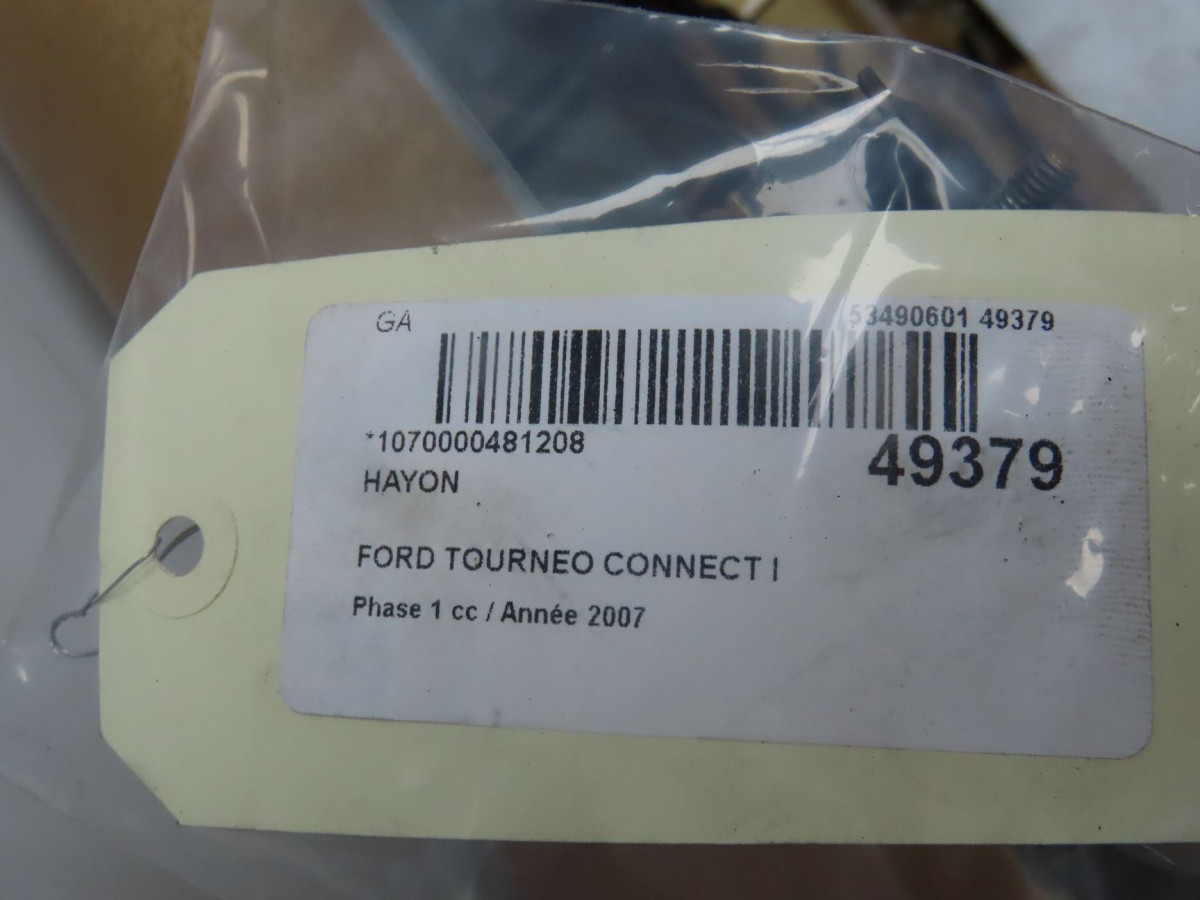 GA
53490601 49379
*1070000481208
49379
HAYON
FORD TOURNEO CONNECT I
Phase 1 cc / Année 2007